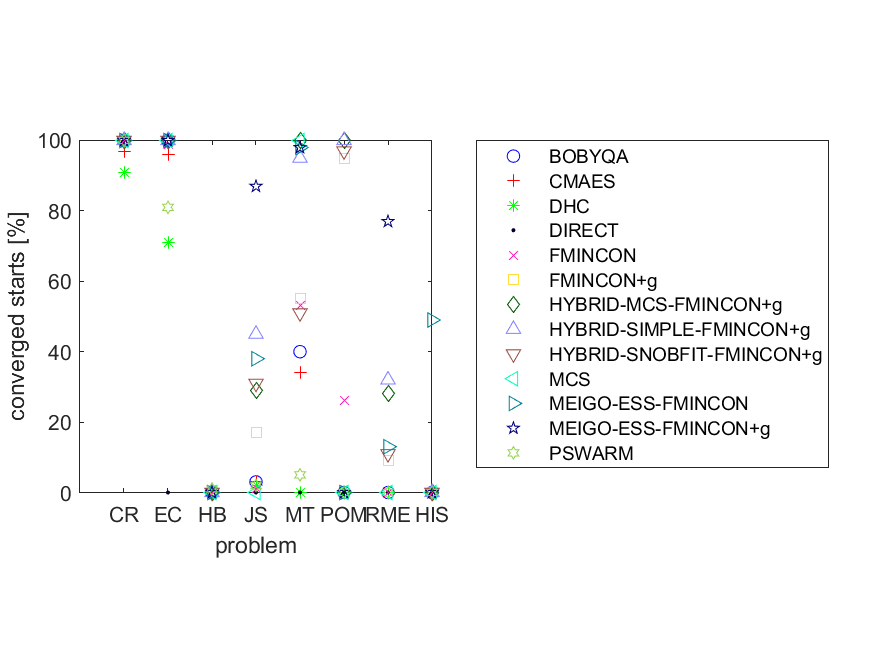 converged starts [%]
100
80
60
40
20
0
CR EC HB JS MT POM RME HIS
problem
BOBYQA
CMAES
DHC
DIRECT
FMINCON
FMINCON+g
HYBRID-MCS-FMINCON+g
HYBRID-SIMPLE-FMINCON+g
HYBRID-SNOBFIT-FMINCON+g
MCS
MEIGO-ESS-FMINCON
MEIGO-ESS-FMINCON+g
PSWARM